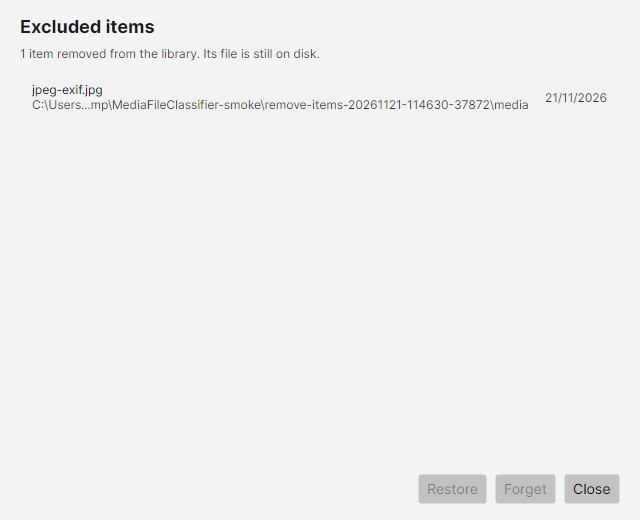 Excluded items
1 item removed from the library. Its file is still on disk.
jpeg-exif.jpg
C:\Users...mp\MediaFileClassifier-smoke\remove-items-20261121-114630-37872\media
21/11/2026
Restore
Forget
Close